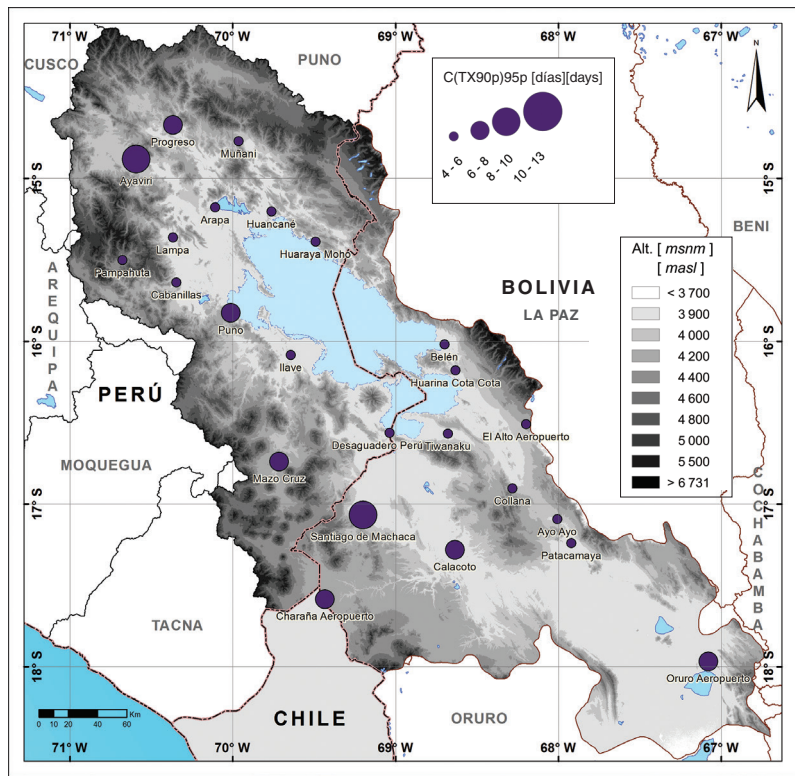 71° W
70° W
69° W
68° W
67° W
CUSCO
PUNO
C(TX90p)95p [días][days]
4 - 6
6 - 8
8 - 10
10 - 13
N
Progreso
Muñani
Ayaviri
15° S
15° S
Arapa
Huancané
BENI
Lampa
Huaraya Moho
Pampahuta
Cabanillas
AREQUIPA
Alt. [ msnm ]
[ masl ]
< 3 700
3 900
4 000
4 200
4 400
4 600
4 800
5 000
5 500
> 6 731
BOLIVIA
LA PAZ
Puno
16° S
16° S
Ilave
Belén
Huarina Cota Cota
PERÚ
Desaguadero Perú
Tiwanaku
El Alto Aeropuerto
MOQUEGUA
Mazo Cruz
Collana
17° S
17° S
COCHABAMBA
Santiago de Machaca
Ayo Ayo
Patacamaya
Calacoto
TACNA
Charaña Aeropuerto
18° S
18° S
Oruro Aeropuerto
0 10 20 40 60 Km
CHILE
ORURO
71° W
70° W
69° W
68° W
67° W